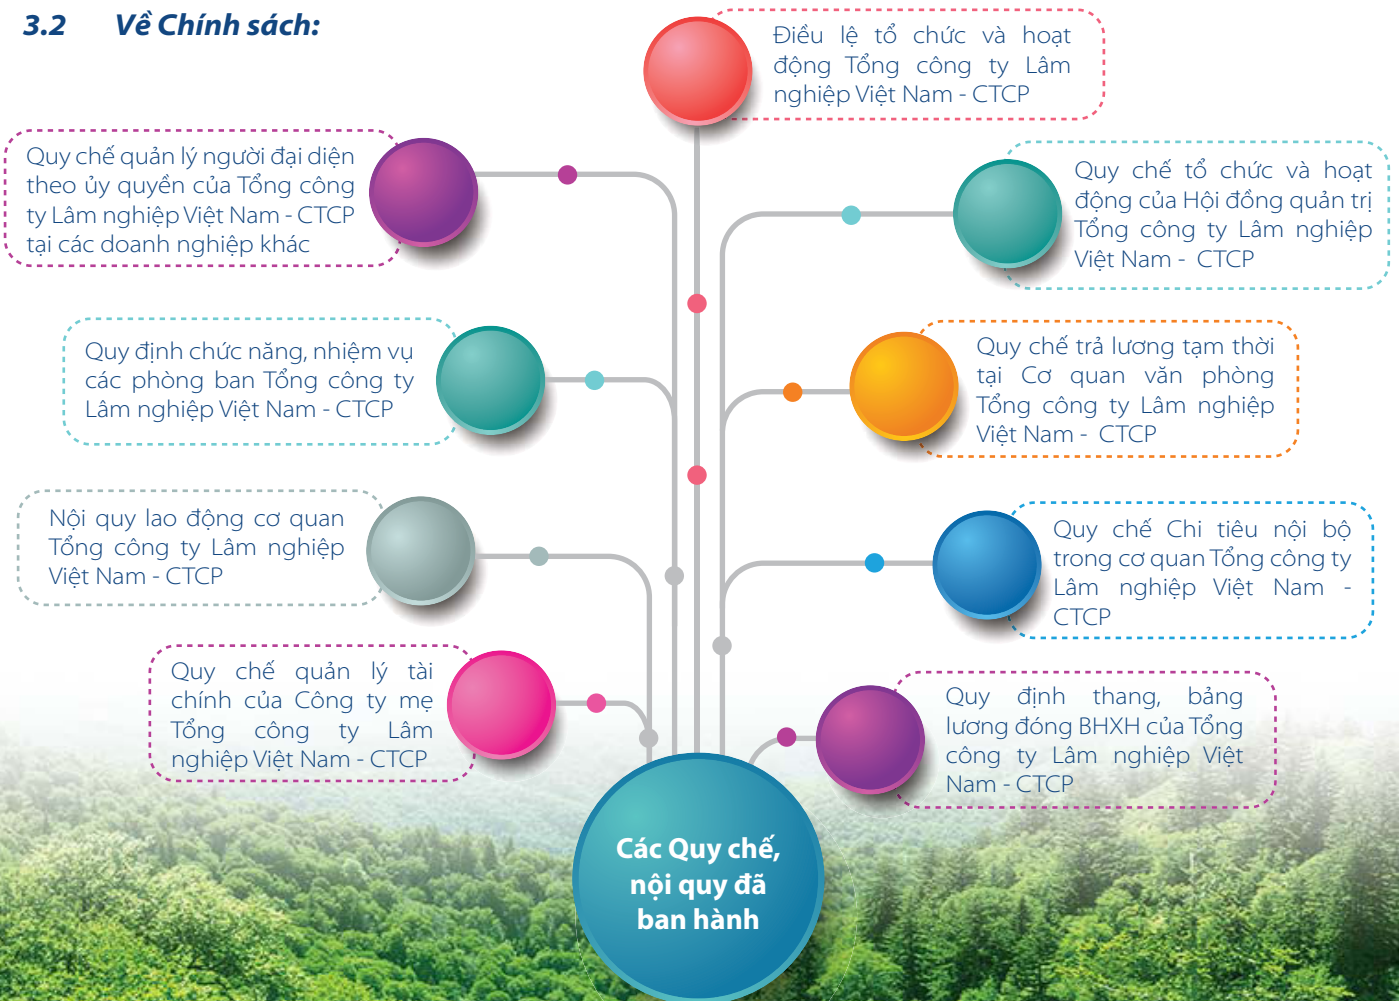 3.2 Về Chính sách:
Điều lệ tổ chức và hoạt
động Tổng công ty Lâm
nghiệp Việt Nam - CTCP
Quy chế quản lý người đại diện
theo ủy quyền của Tổng công
ty Lâm nghiệp Việt Nam - CTCP
tại các doanh nghiệp khác
Quy chế tổ chức và hoạt
động của Hội đồng quản trị
Tổng công ty Lâm nghiệp
Việt Nam - CTCP
Quy định chức năng, nhiệm vụ
các phòng ban Tổng công ty
Lâm nghiệp Việt Nam - CTCP
Quy chế trả lương tạm thời
tại Cơ quan văn phòng
Tổng công ty Lâm nghiệp
Việt Nam - CTCP
Nội quy lao động cơ quan
Tổng công ty Lâm nghiệp
Việt Nam - CTCP
Quy chế Chi tiêu nội bộ
trong cơ quan Tổng công ty
Lâm nghiệp Việt Nam -
CTCP
Quy chế quản lý tài
chính của Công ty mẹ
Tổng công ty Lâm
nghiệp Việt Nam - CTCP
Quy định thang, bảng
lương đóng BHXH của Tổng
công ty Lâm nghiệp Việt
Nam - CTCP
Các Quy chế,
nội quy đã
ban hành